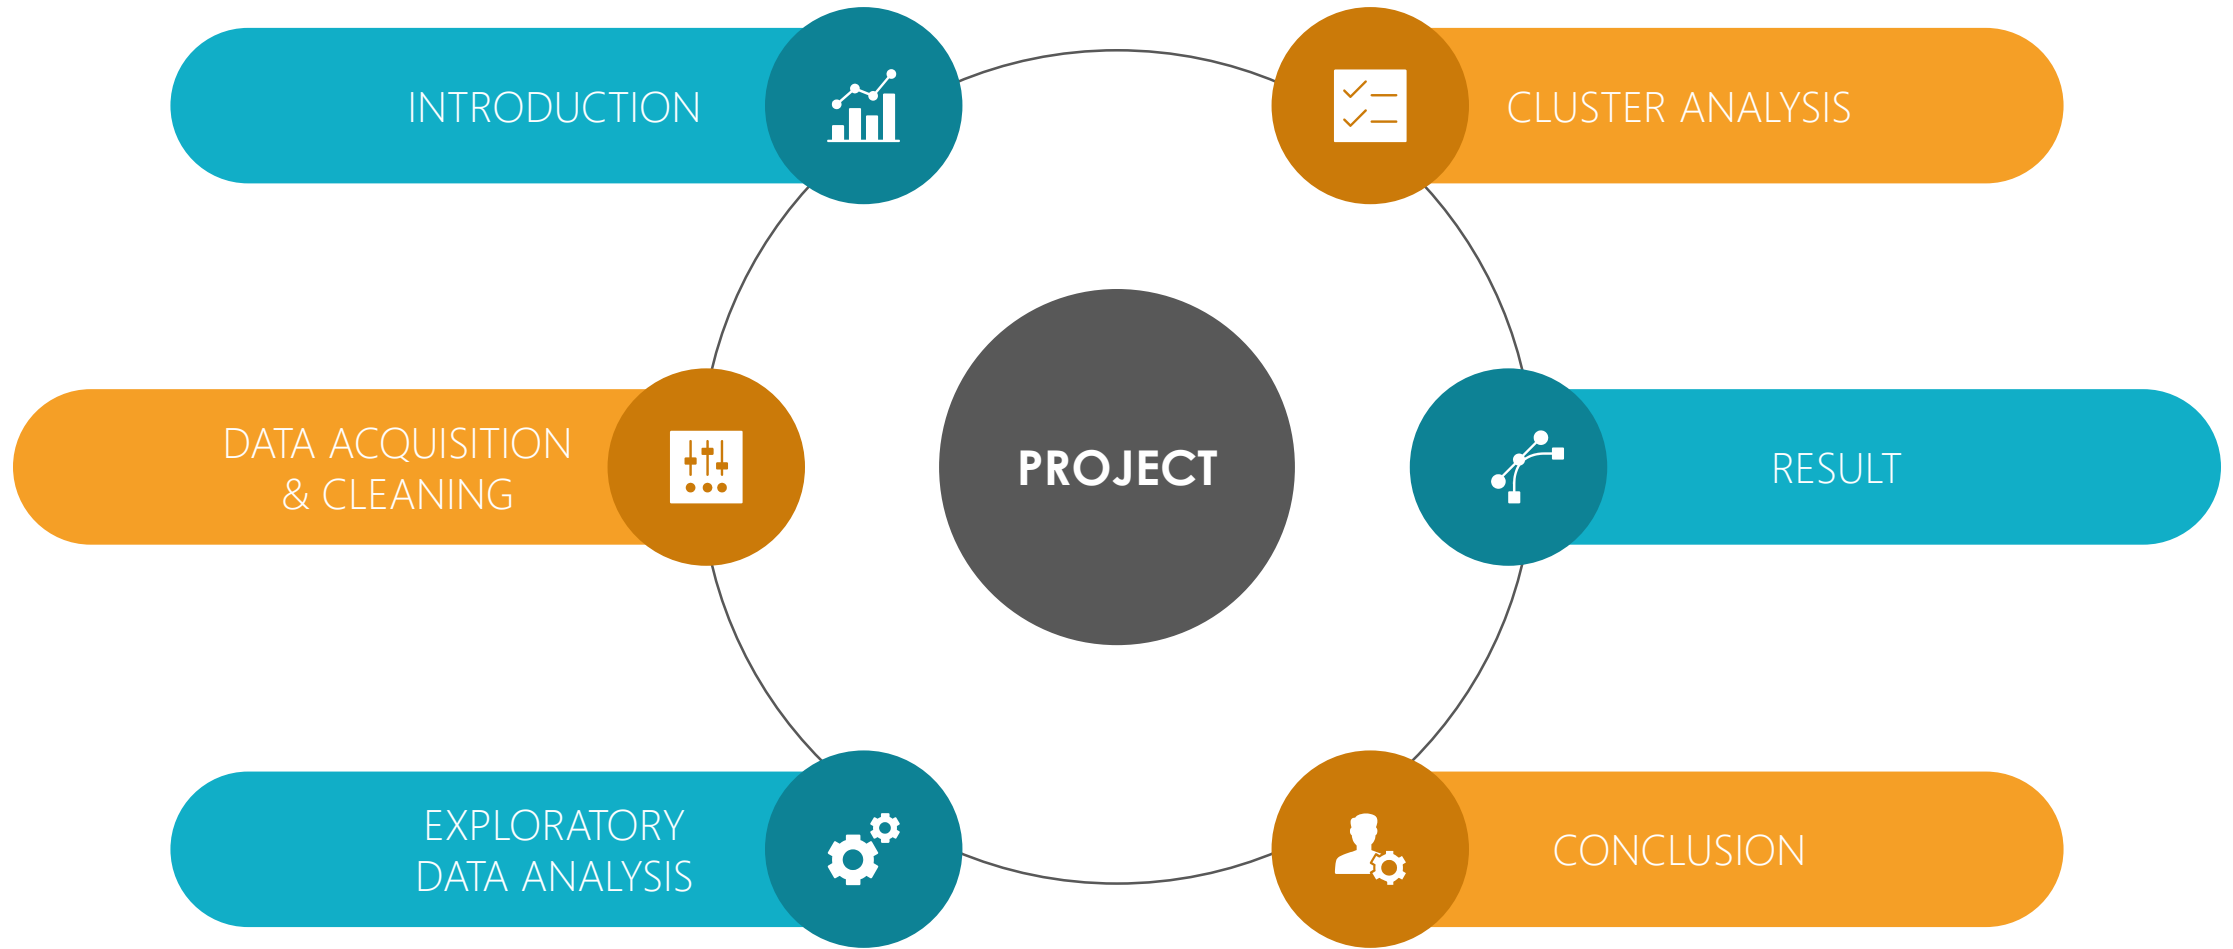 INTRODUCTION
DATA ACQUISITION
& CLEANING
EXPLORATORY
DATA ANALYSIS
PROJECT
CLUSTER ANALYSIS
RESULT
CONCLUSION